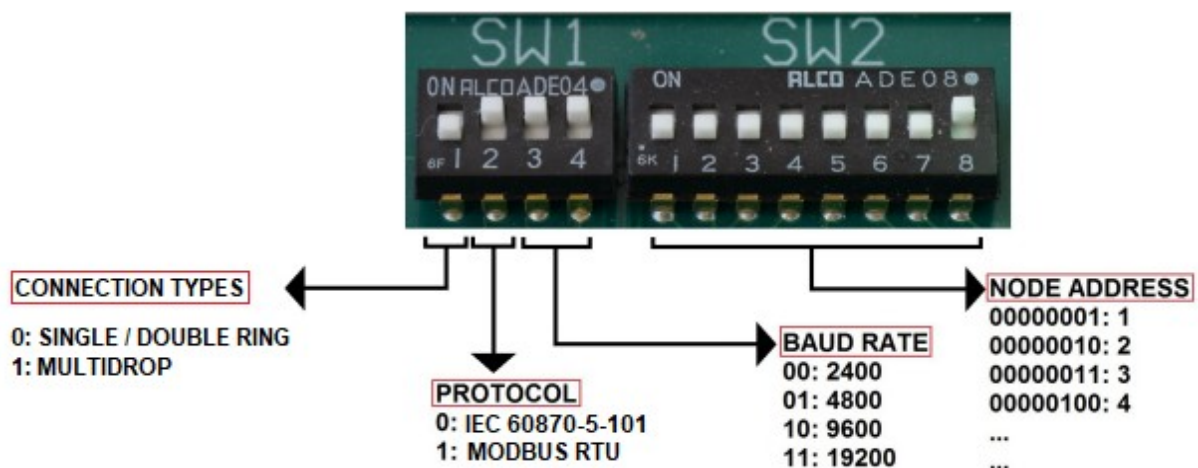 SW1 SW2
ON ALCO ADE04
ON ALCO ADE08
6F 1 2 3 4
6K 1 2 3 4 5 6 7 8
CONNECTION TYPES
0: SINGLE / DOUBLE RING
1: MULTIDROP
PROTOCOL
0: IEC 60870-5-101
1: MODBUS RTU
BAUD RATE
00: 2400
01: 4800
10: 9600
11: 19200
NODE ADDRESS
00000001: 1
00000010: 2
00000011: 3
00000100: 4
...
...